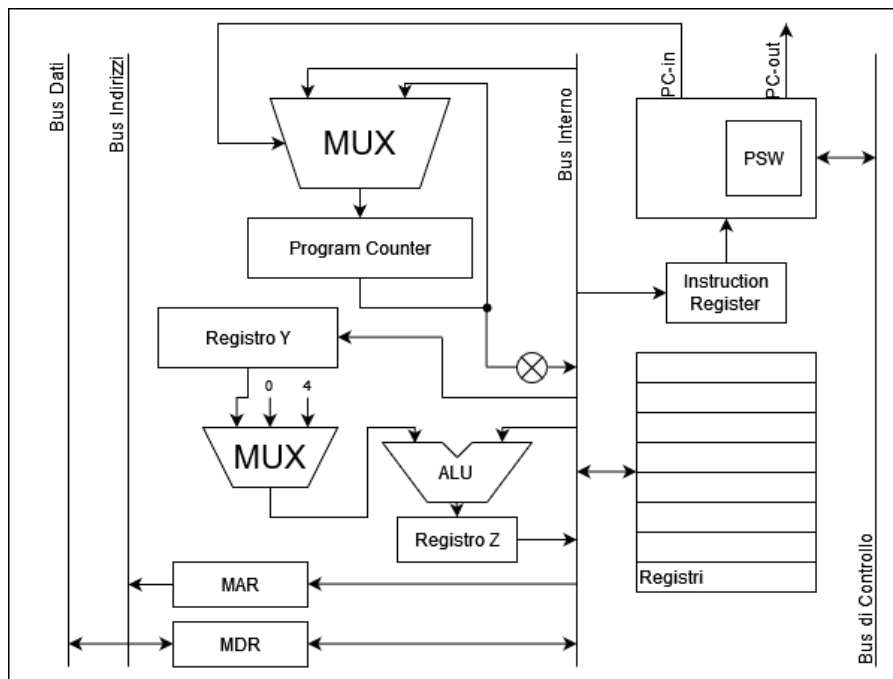 Bus Dati
Bus Indirizzi
MUX
Bus Interno
PC-in
PC-out
PSW
Program Counter
Instruction
Register
Registro Y
0
4
MUX
ALU
Registro Z
MAR
MDR
Registri
Bus di Controllo